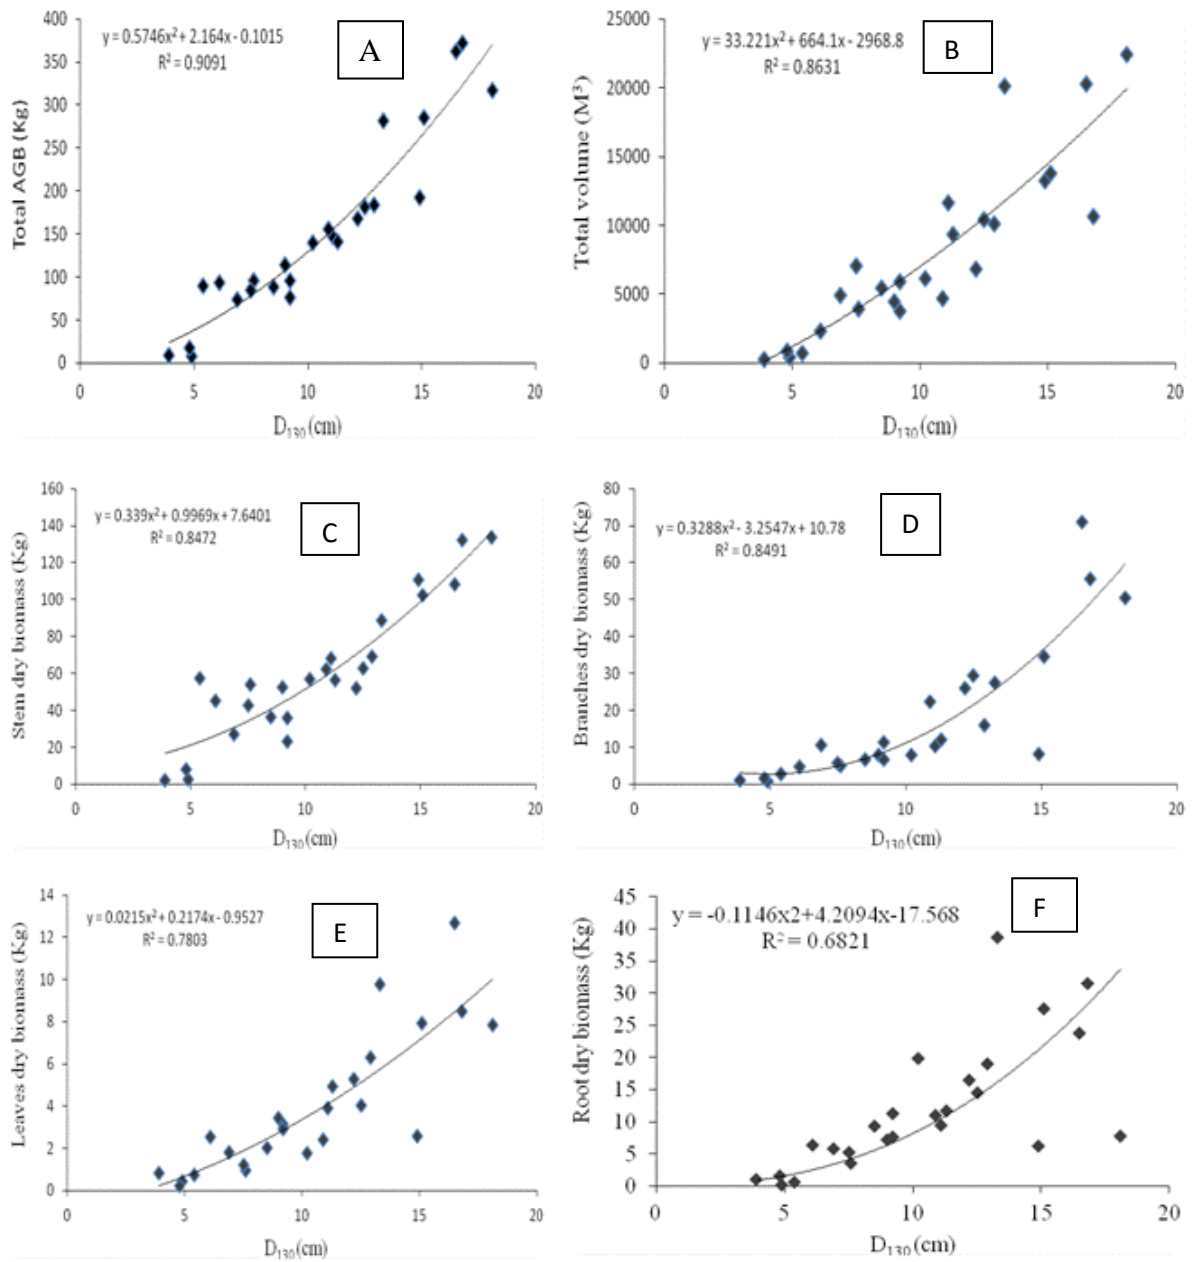 y = 0.5746x² + 2.164x - 0.1015
R² = 0.9091
A
Total AGB (Kg)
400
350
300
250
200
150
100
50
0
0 5 10 15 20
D₁₃₀ (cm)
y = 33.221x² + 664.1x - 2968.8
R² = 0.8631
B
Total volume (M³)
25000
20000
15000
10000
5000
0
0 5 10 15 20
D₁₃₀ (cm)
y = 0.339x² + 0.9969x + 7.6401
R² = 0.8472
C
Stem dry biomass (Kg)
160
140
120
100
80
60
40
20
0
0 5 10 15 20
D₁₃₀ (cm)
y = 0.3288x² - 3.2547x + 10.78
R² = 0.8491
D
Branches dry biomass (Kg)
80
70
60
50
40
30
20
10
0
0 5 10 15 20
D₁₃₀ (cm)
y = 0.0215x² + 0.2174x - 0.9527
R² = 0.7803
E
Leaves dry biomass (Kg)
14
12
10
8
6
4
2
0
0 5 10 15 20
D₁₃₀ (cm)
y = -0.1146x2+4.2094x-17.568
R² = 0.6821
F
Root dry biomass (Kg)
45
40
35
30
25
20
15
10
5
0
0 5 10 15 20
D₁₃₀ (cm)